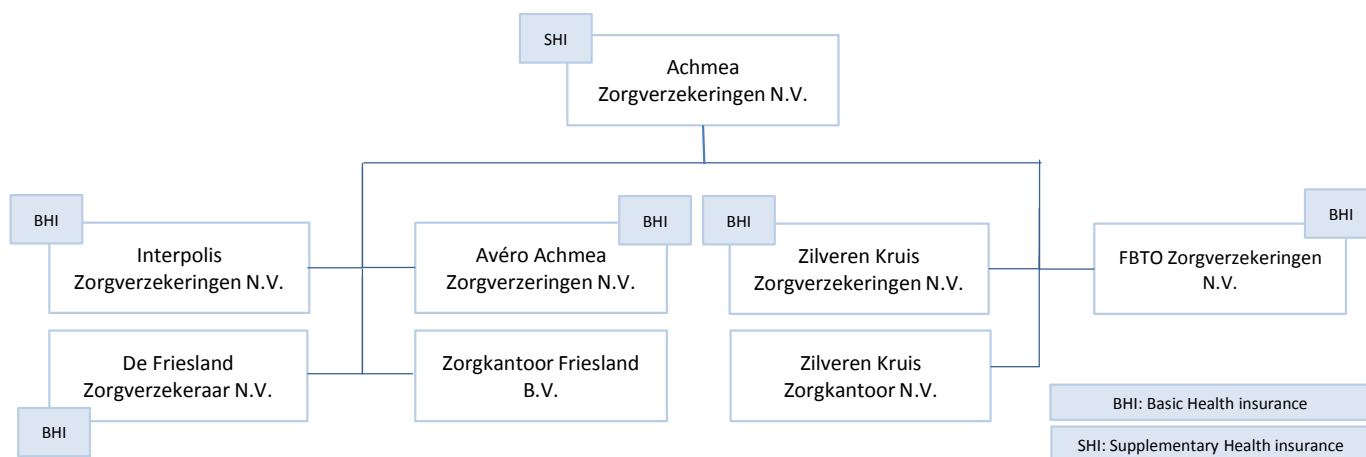 SHI
Achmea
Zorgverzekeringen N.V.
BHI
Interpolis
Zorgverzekeringen N.V.
BHI
Avéro Achmea
Zorgverzeringen N.V.
BHI
Zilveren Kruis
Zorgverzekeringen N.V.
BHI
FBTO Zorgverzekeringen
N.V.
De Friesland
Zorgverzekeraar N.V.
BHI
Zorgkantoor Friesland
B.V.
Zilveren Kruis
Zorgkantoor N.V.
BHI: Basic Health insurance
SHI: Supplementary Health insurance